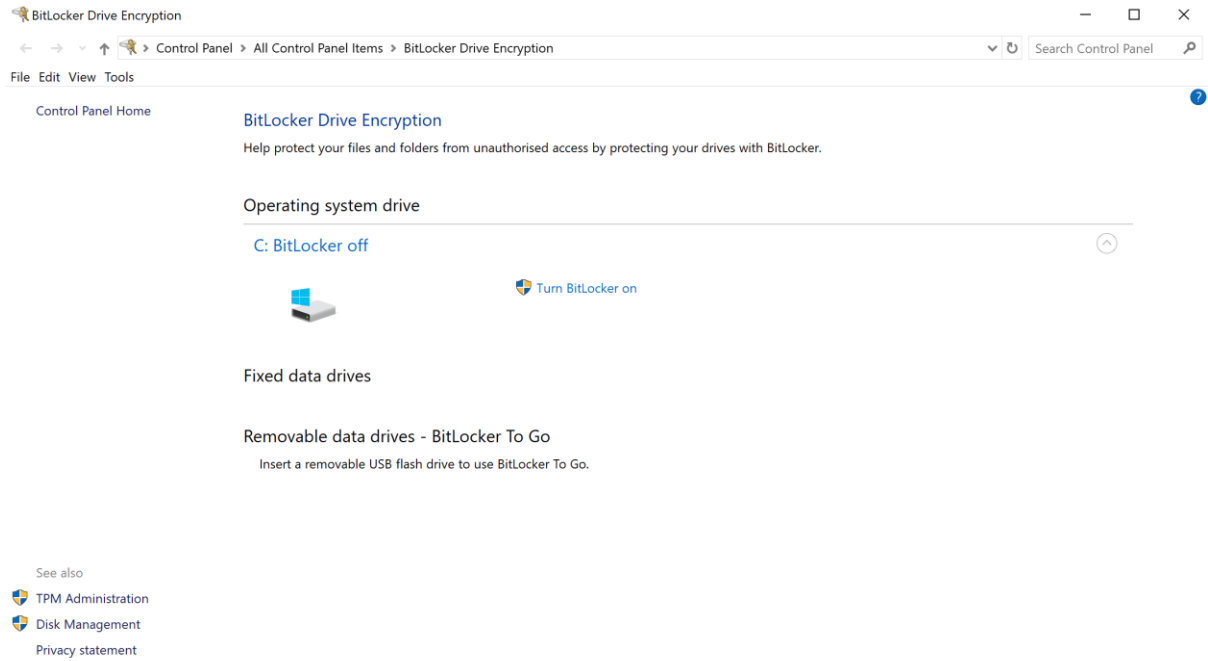 BitLocker Drive Encryption
Control Panel > All Control Panel Items > BitLocker Drive Encryption
Search Control Panel
File Edit View Tools
?
Control Panel Home
BitLocker Drive Encryption
Help protect your files and folders from unauthorised access by protecting your drives with BitLocker.
Operating system drive
C: BitLocker off
Turn BitLocker on
Fixed data drives
Removable data drives - BitLocker To Go
Insert a removable USB flash drive to use BitLocker To Go.
See also
TPM Administration
Disk Management
Privacy statement